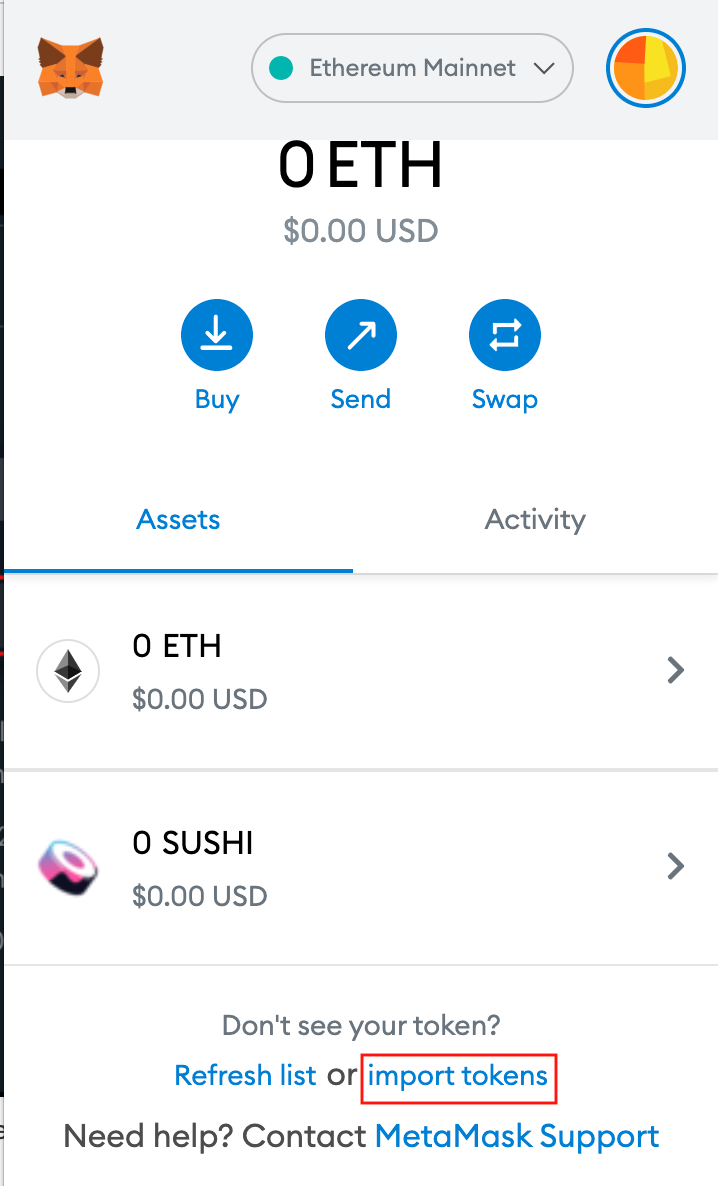 Ethereum Mainnet
0 ETH
$0.00 USD
Buy
Send
Swap
Assets
Activity
0 ETH
$0.00 USD
0 SUSHI
$0.00 USD
Don't see your token?
Refresh list or import tokens
Need help? Contact MetaMask Support